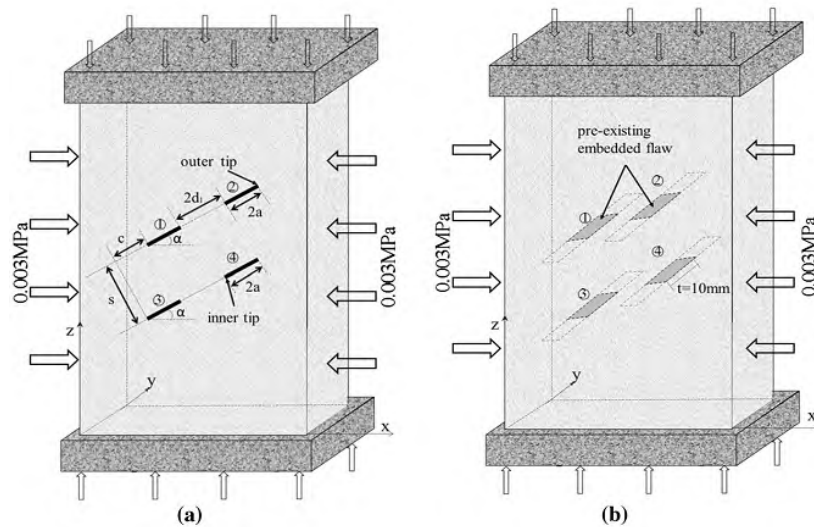 outer tip
②
2d₁
2a
①
c
α
④
s
③
2a
α
inner tip
z
y
x
0.003MPa
0.003MPa
(a)
pre-existing
embedded flaw
②
①
④
③
t=10mm
z
y
x
0.003MPa
0.003MPa
(b)